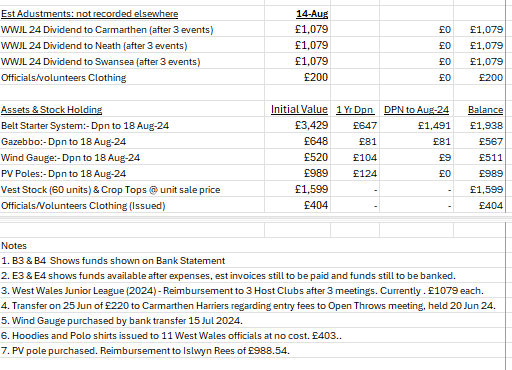 Est Adustments: not recorded elsewhere 14-Aug
WWJL 24 Dividend to Carmarthen (after 3 events) £1,079 £0 £1,079
WWJL 24 Dividend to Neath (after 3 events) £1,079 £0 £1,079
WWJL 24 Dividend to Swansea (after 3 events) £1,079 £0 £1,079
Officials/volunteers Clothing £200 £0 £200
Assets & Stock Holding Initial Value 1 Yr Dpn DPN to Aug-24 Balance
Belt Starter System:- Dpn to 18 Aug-24 £3,429 £647 £1,491 £1,938
Gazebbo:- Dpn to 18 Aug-24 £648 £81 £81 £567
Wind Gauge:- Dpn to 18 Aug-24 £520 £104 £9 £511
PV Poles:- Dpn to 18 Aug-24 £989 £124 £0 £989
Vest Stock (60 units) & Crop Tops @ unit sale price £1,599 - - £1,599
Officials/Volunteers Clothing (Issued) £404 - - £404
Notes
1. B3 & B4 Shows funds shown on Bank Statement
2. E3 & E4 shows funds available after expenses, est invoices still to be paid and funds still to be banked.
3. West Wales Junior League (2024) - Reimbursement to 3 Host Clubs after 3 meetings. Currently . £1079 each.
4. Transfer on 25 Jun of £220 to Carmarthen Harriers regarding entry fees to Open Throws meeting, held 20 Jun 24.
5. Wind Gauge purchased by bank transfer 15 Jul 2024.
6. Hoodies and Polo shirts issued to 11 West Wales officials at no cost. £403..
7. PV pole purchased. Reimbursement to Islwyn Rees of £988.54.